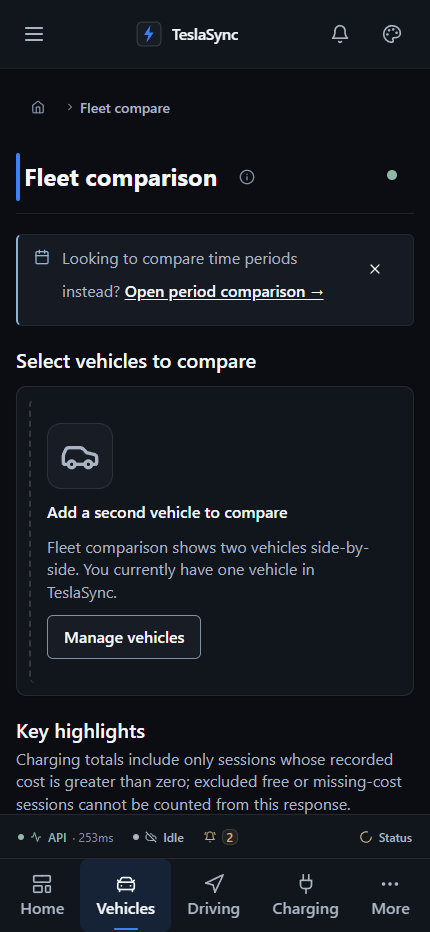 TeslaSync
Fleet compare
Fleet comparison
Looking to compare time periods
instead? Open period comparison →
Select vehicles to compare
Add a second vehicle to compare
Fleet comparison shows two vehicles side-by-
side. You currently have one vehicle in
TeslaSync.
Manage vehicles
Key highlights
Charging totals include only sessions whose recorded
cost is greater than zero; excluded free or missing-cost
sessions cannot be counted from this response.
API · 253ms Idle 2 Status
Home Vehicles Driving Charging More